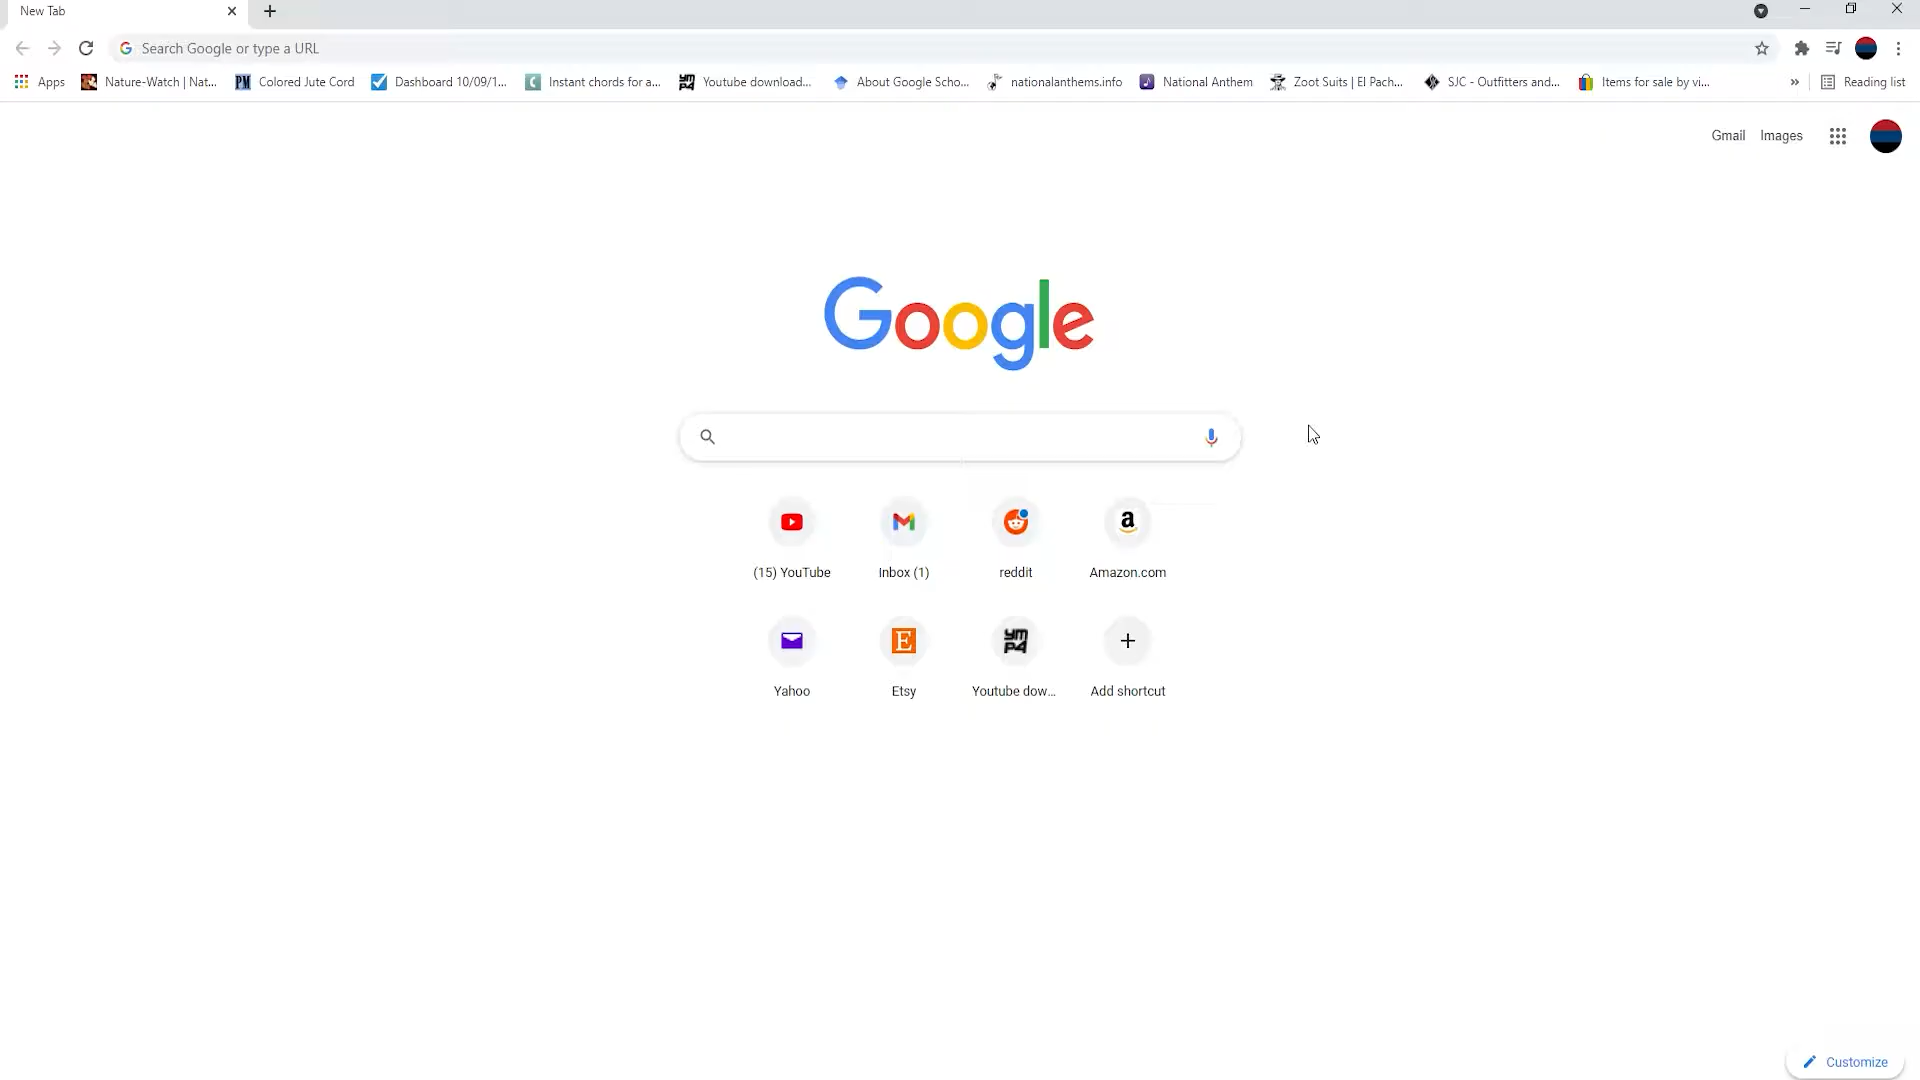 New Tab
Search Google or type a URL
Apps Nature-Watch | Nat... Colored Jute Cord Dashboard 10/09/1... Instant chords for a... Youtube download... About Google Scho... nationalanthems.info National Anthem Zoot Suits | El Pach... SJC - Outfitters and... Items for sale by vi... » Reading list
Gmail Images
Google
(15) YouTube Inbox (1) reddit Amazon.com
Yahoo Etsy Youtube dow... Add shortcut
Customize